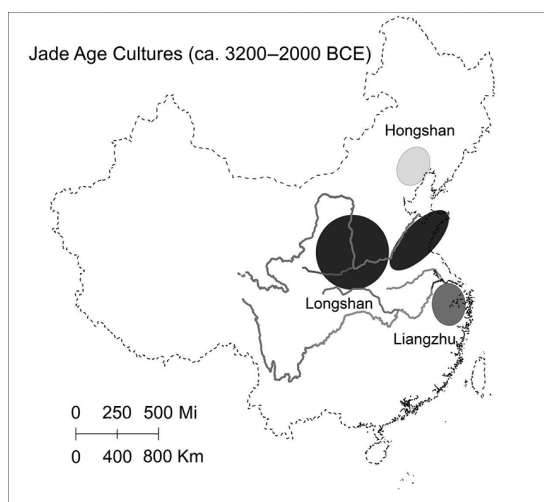 Jade Age Cultures (ca. 3200–2000 BCE)
Hongshan
Longshan
Liangzhu
0 250 500 Mi
0 400 800 Km